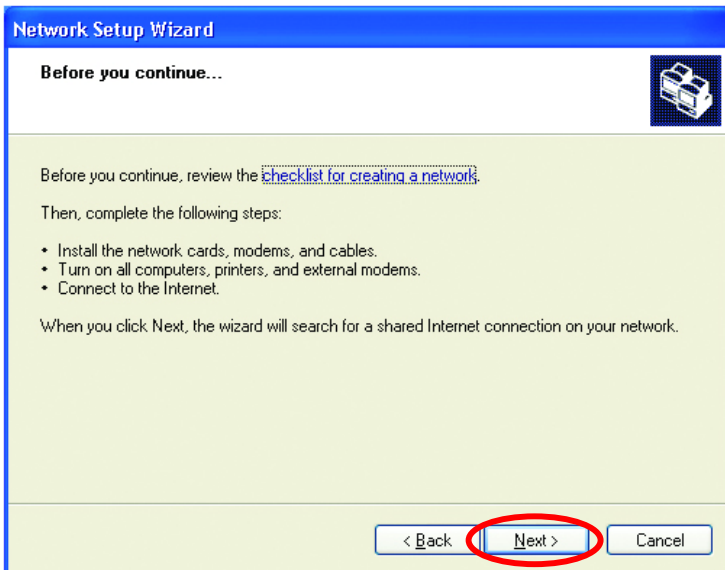 Network Setup Wizard
Before you continue...
Before you continue, review the checklist for creating a network.
Then, complete the following steps:
• Install the network cards, modems, and cables.
• Turn on all computers, printers, and external modems.
• Connect to the Internet.
When you click Next, the wizard will search for a shared Internet connection on your network.
< Back Next > Cancel